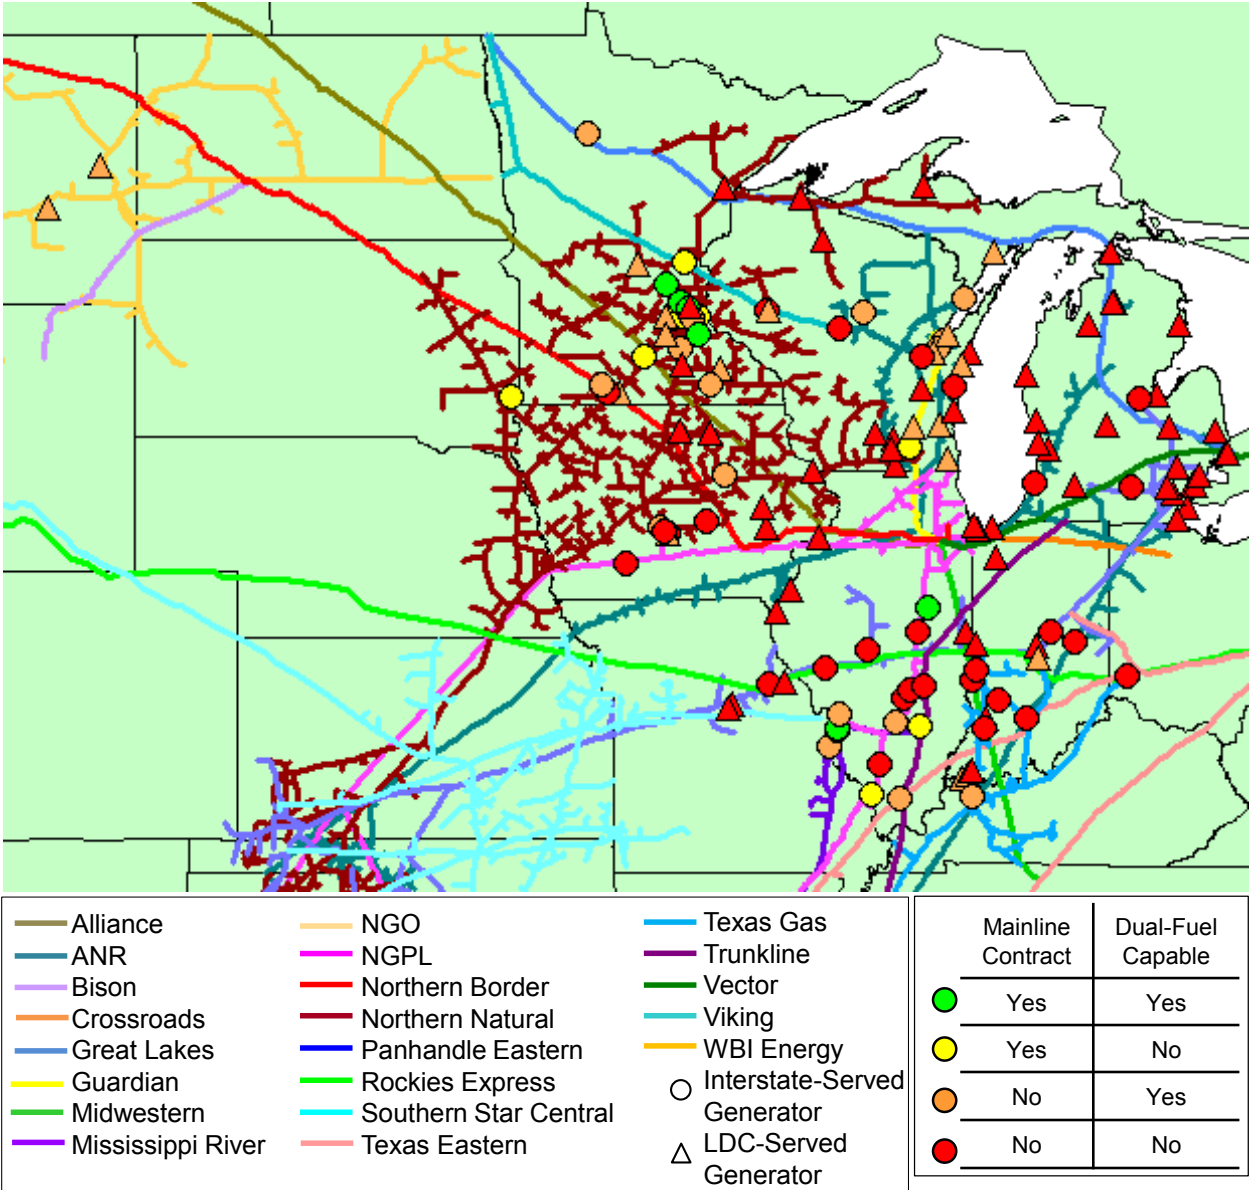 Alliance
ANR
Bison
Crossroads
Great Lakes
Guardian
Midwestern
Mississippi River
NGO
NGPL
Northern Border
Northern Natural
Panhandle Eastern
Rockies Express
Southern Star Central
Texas Eastern
Texas Gas
Trunkline
Vector
Viking
WBI Energy
Interstate-Served
Generator
LDC-Served
Generator
Mainline Dual-Fuel
Contract Capable
Yes Yes
Yes No
No Yes
No No